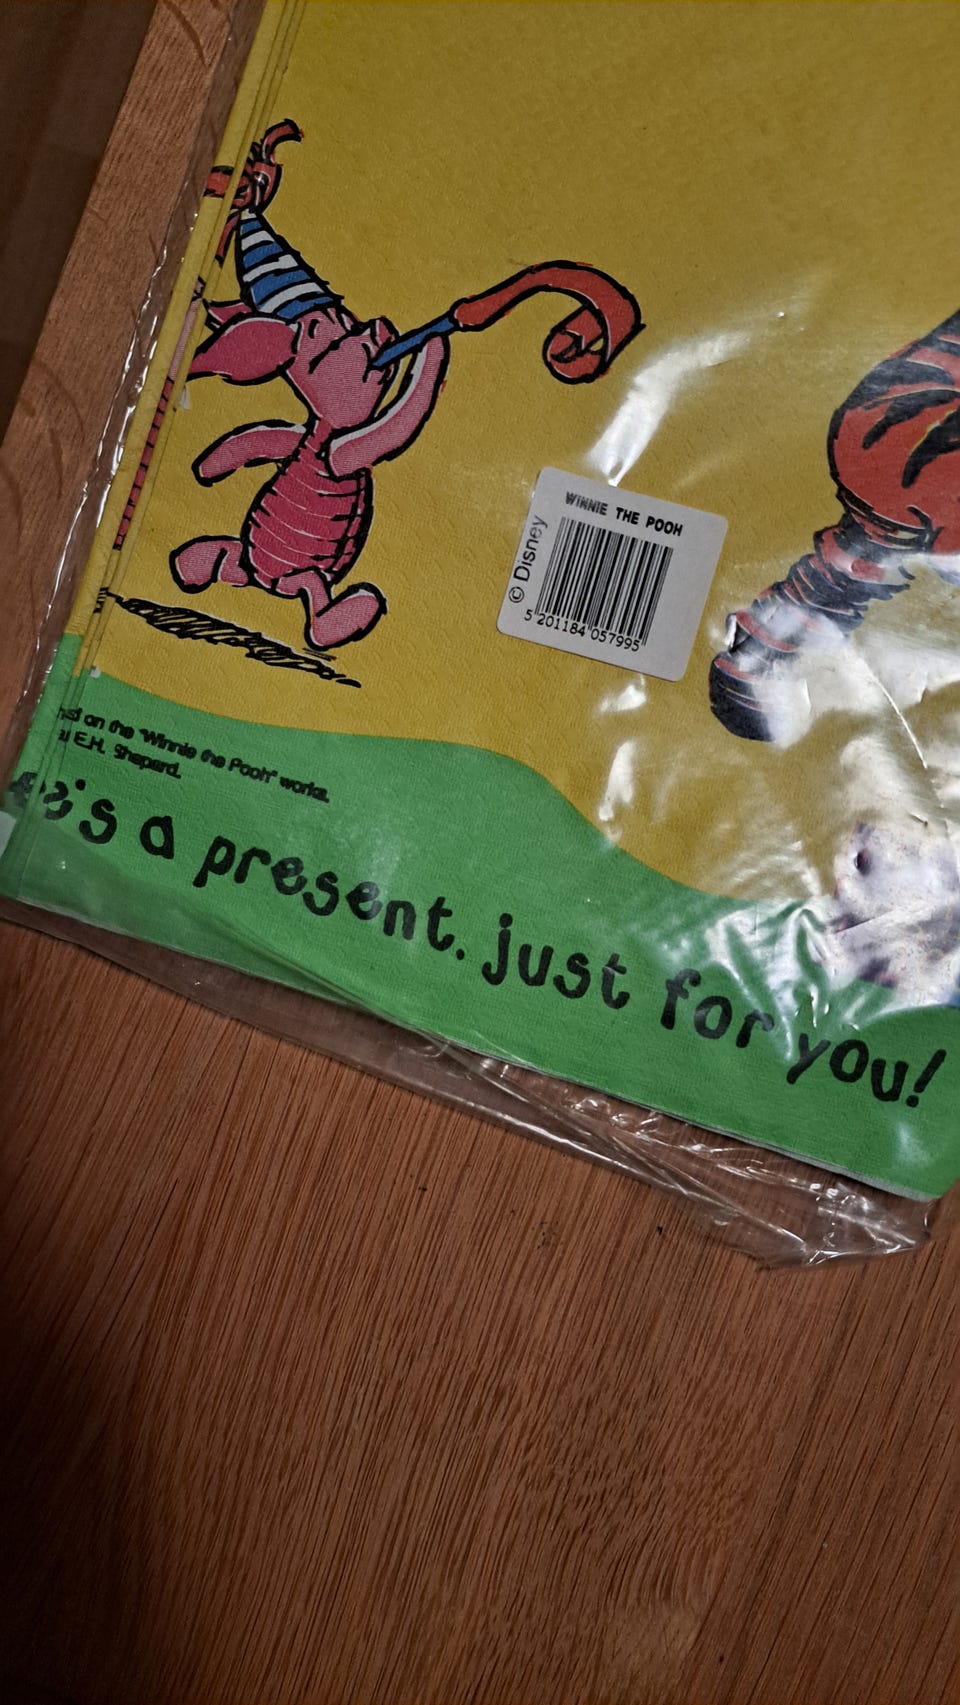 WINNIE THE POOH
© Disney
5 201184 057995
on the "Winnie the Pooh" works.
E.H. Shepard.
's a present, just for you!